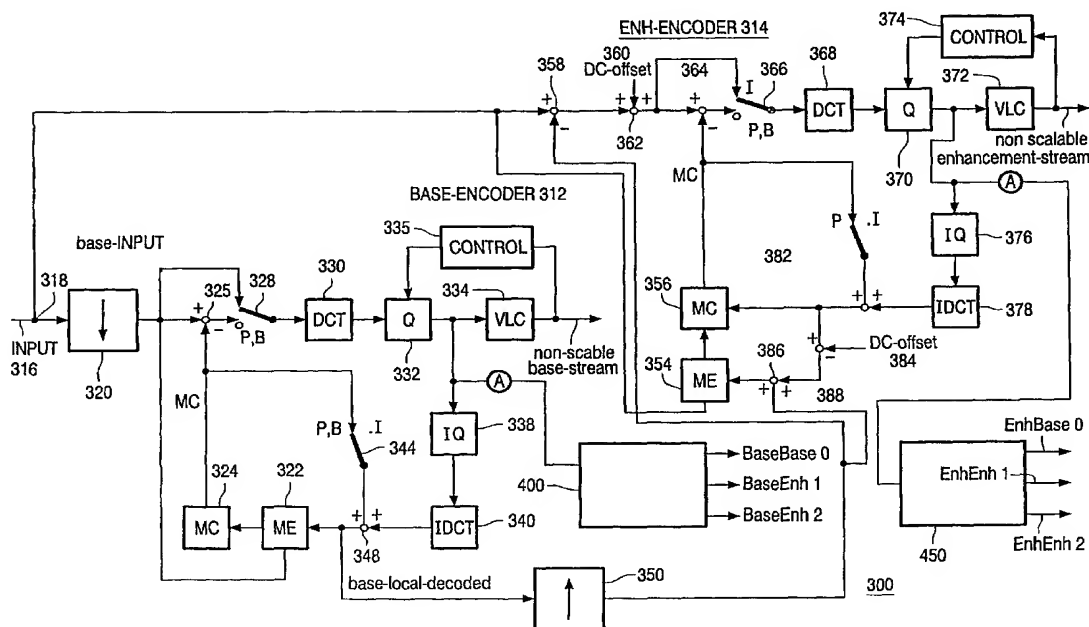 ENH-ENCODER 314
374
CONTROL
360
DC-offset
358
364
I
366
368
372
+
+
+
+
DCT
Q
VLC
−
362
−
P,B
370
non scalable
enhancement-stream
MC
A
BASE-ENCODER 312
335
CONTROL
P
.I
IQ
376
base-INPUT
318
325
328
330
334
382
+
−
P,B
DCT
Q
VLC
356
MC
+
+
IDCT
378
INPUT
316
320
332
non-scable
base-stream
DC-offset
384
+
−
354
ME
386
+
+
388
MC
A
P,B
.I
344
IQ
338
EnhBase 0
324
322
400
BaseBase 0
BaseEnh 1
BaseEnh 2
EnhEnh 1
MC
ME
+
+
348
IDCT
340
450
EnhEnh 2
base-local-decoded
350
300